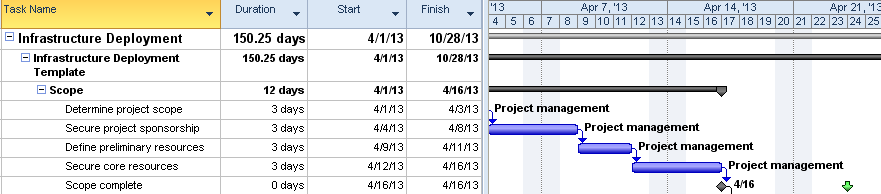 Task Name Duration Start Finish '13 Apr 7, '13 Apr 14, '13 Apr 21, '13
4 5 6 7 8 9 10 11 12 13 14 15 16 17 18 19 20 21 22 23 24 25
Infrastructure Deployment 150.25 days 4/1/13 10/28/13
Infrastructure Deployment 150.25 days 4/1/13 10/28/13
Template
Scope 12 days 4/1/13 4/16/13
Determine project scope 3 days 4/1/13 4/3/13 Project management
Secure project sponsorship 3 days 4/4/13 4/8/13 Project management
Define preliminary resources 3 days 4/9/13 4/11/13 Project management
Secure core resources 3 days 4/12/13 4/16/13 Project management
Scope complete 0 days 4/16/13 4/16/13 4/16